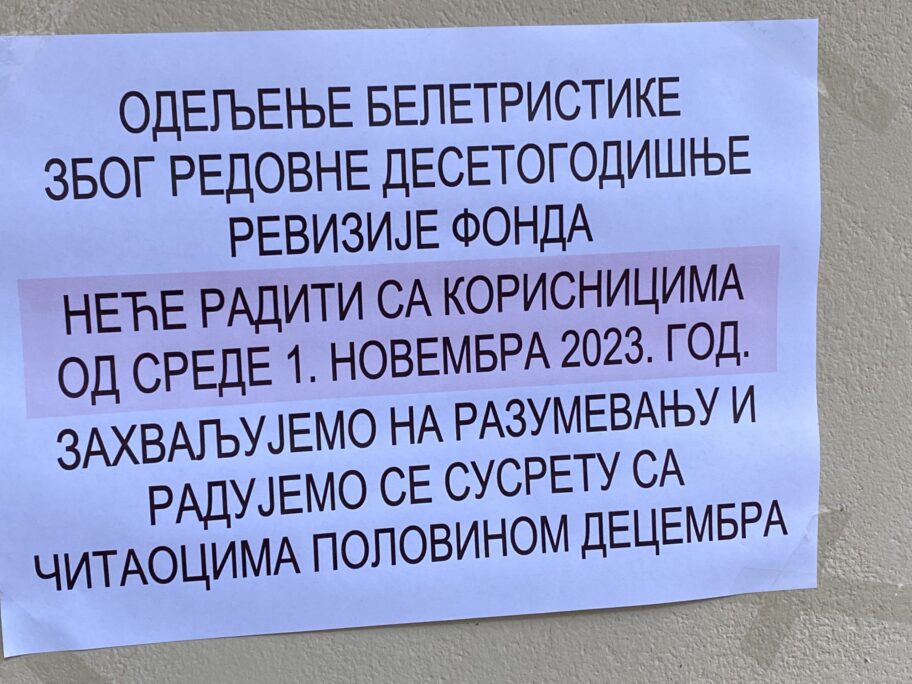 ОДЕЉЕЊЕ БЕЛЕТРИСТИКЕ
ЗБОГ РЕДОВНЕ ДЕСЕТОГОДИШЊЕ
РЕВИЗИЈЕ ФОНДА
НЕЋЕ РАДИТИ СА КОРИСНИЦИМА
ОД СРЕДЕ 1. НОВЕМБРА 2023. ГОД.
ЗАХВАЉУЈЕМО НА РАЗУМЕВАЊУ И
РАДУЈЕМО СЕ СУСРЕТУ СА
ЧИТАОЦИМА ПОЛОВИНОМ ДЕЦЕМБРА